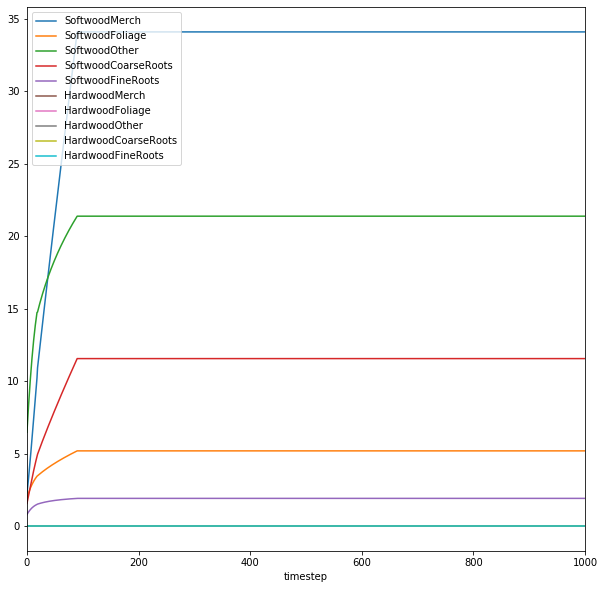 SoftwoodMerch
SoftwoodFoliage
SoftwoodOther
SoftwoodCoarseRoots
SoftwoodFineRoots
HardwoodMerch
HardwoodFoliage
HardwoodOther
HardwoodCoarseRoots
HardwoodFineRoots
35
30
25
20
15
10
5
0
0 200 400 600 800 1000
timestep